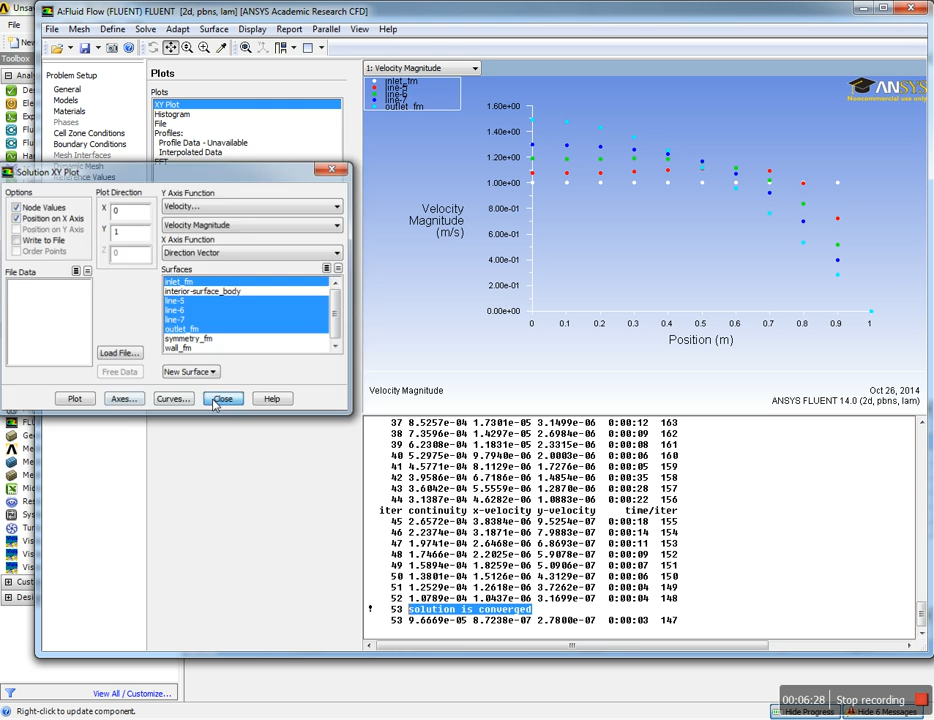 Unsa
A:Fluid Flow (FLUENT) FLUENT [2d, pbns, lam] [ANSYS Academic Research CFD]
File
File Mesh Define Solve Adapt Surface Display Report Parallel View Help
New
Toolbox
Problem Setup
General
Models
Materials
Phases
Cell Zone Conditions
Boundary Conditions
Mesh Interfaces
Dynamic Mesh
Reference Values
Plots
Plots
XY Plot
Histogram
File
Profiles:
Profile Data - Unavailable
Interpolated Data
FFT
1: Velocity Magnitude
inlet_fm
line-5
line-6
line-7
outlet_fm
ANSYS
Noncommercial use only
1.60e+00
1.40e+00
1.20e+00
1.00e+00
8.00e-01
6.00e-01
4.00e-01
2.00e-01
0.00e+00
Velocity
Magnitude
(m/s)
0 0.1 0.2 0.3 0.4 0.5 0.6 0.7 0.8 0.9 1
Position (m)
Velocity Magnitude
Oct 26, 2014
ANSYS FLUENT 14.0 (2d, pbns, lam)
Solution XY Plot
Options
Node Values
Position on X Axis
Position on Y Axis
Write to File
Order Points
Plot Direction
X 0
Y 1
Z 0
Y Axis Function
Velocity...
Velocity Magnitude
X Axis Function
Direction Vector
File Data
Surfaces
inlet_fm
interior-surface_body
line-5
line-6
line-7
outlet_fm
symmetry_fm
wall_fm
Load File...
Free Data
New Surface
Plot Axes... Curves... Close Help
37 8.5257e-04 1.7301e-05 3.1499e-06 0:00:12 163
38 7.3596e-04 1.4297e-05 2.6984e-06 0:00:09 162
39 6.2308e-04 1.1831e-05 2.3315e-06 0:00:08 161
40 5.2975e-04 9.7940e-06 2.0003e-06 0:00:06 160
41 4.5771e-04 8.1129e-06 1.7276e-06 0:00:05 159
42 3.9586e-04 6.7186e-06 1.4854e-06 0:00:35 158
43 3.6042e-04 5.5559e-06 1.2870e-06 0:00:28 157
44 3.1387e-04 4.6282e-06 1.0883e-06 0:00:22 156
iter continuity x-velocity y-velocity time/iter
45 2.6572e-04 3.8384e-06 9.5254e-07 0:00:18 155
46 2.2374e-04 3.1871e-06 7.9883e-07 0:00:14 154
47 1.9741e-04 2.6468e-06 6.8693e-07 0:00:11 153
48 1.7466e-04 2.2025e-06 5.9078e-07 0:00:09 152
49 1.5894e-04 1.8259e-06 5.0906e-07 0:00:07 151
50 1.3801e-04 1.5126e-06 4.3129e-07 0:00:06 150
51 1.2529e-04 1.2618e-06 3.7262e-07 0:00:04 149
52 1.0789e-04 1.0437e-06 3.1699e-07 0:00:04 148
! 53 solution is converged
53 9.6669e-05 8.7238e-07 2.7800e-07 0:00:03 147
View All / Customize...
Right-click to update component.
00:06:28 Stop recording
Hide Progress Hide 6 Messages